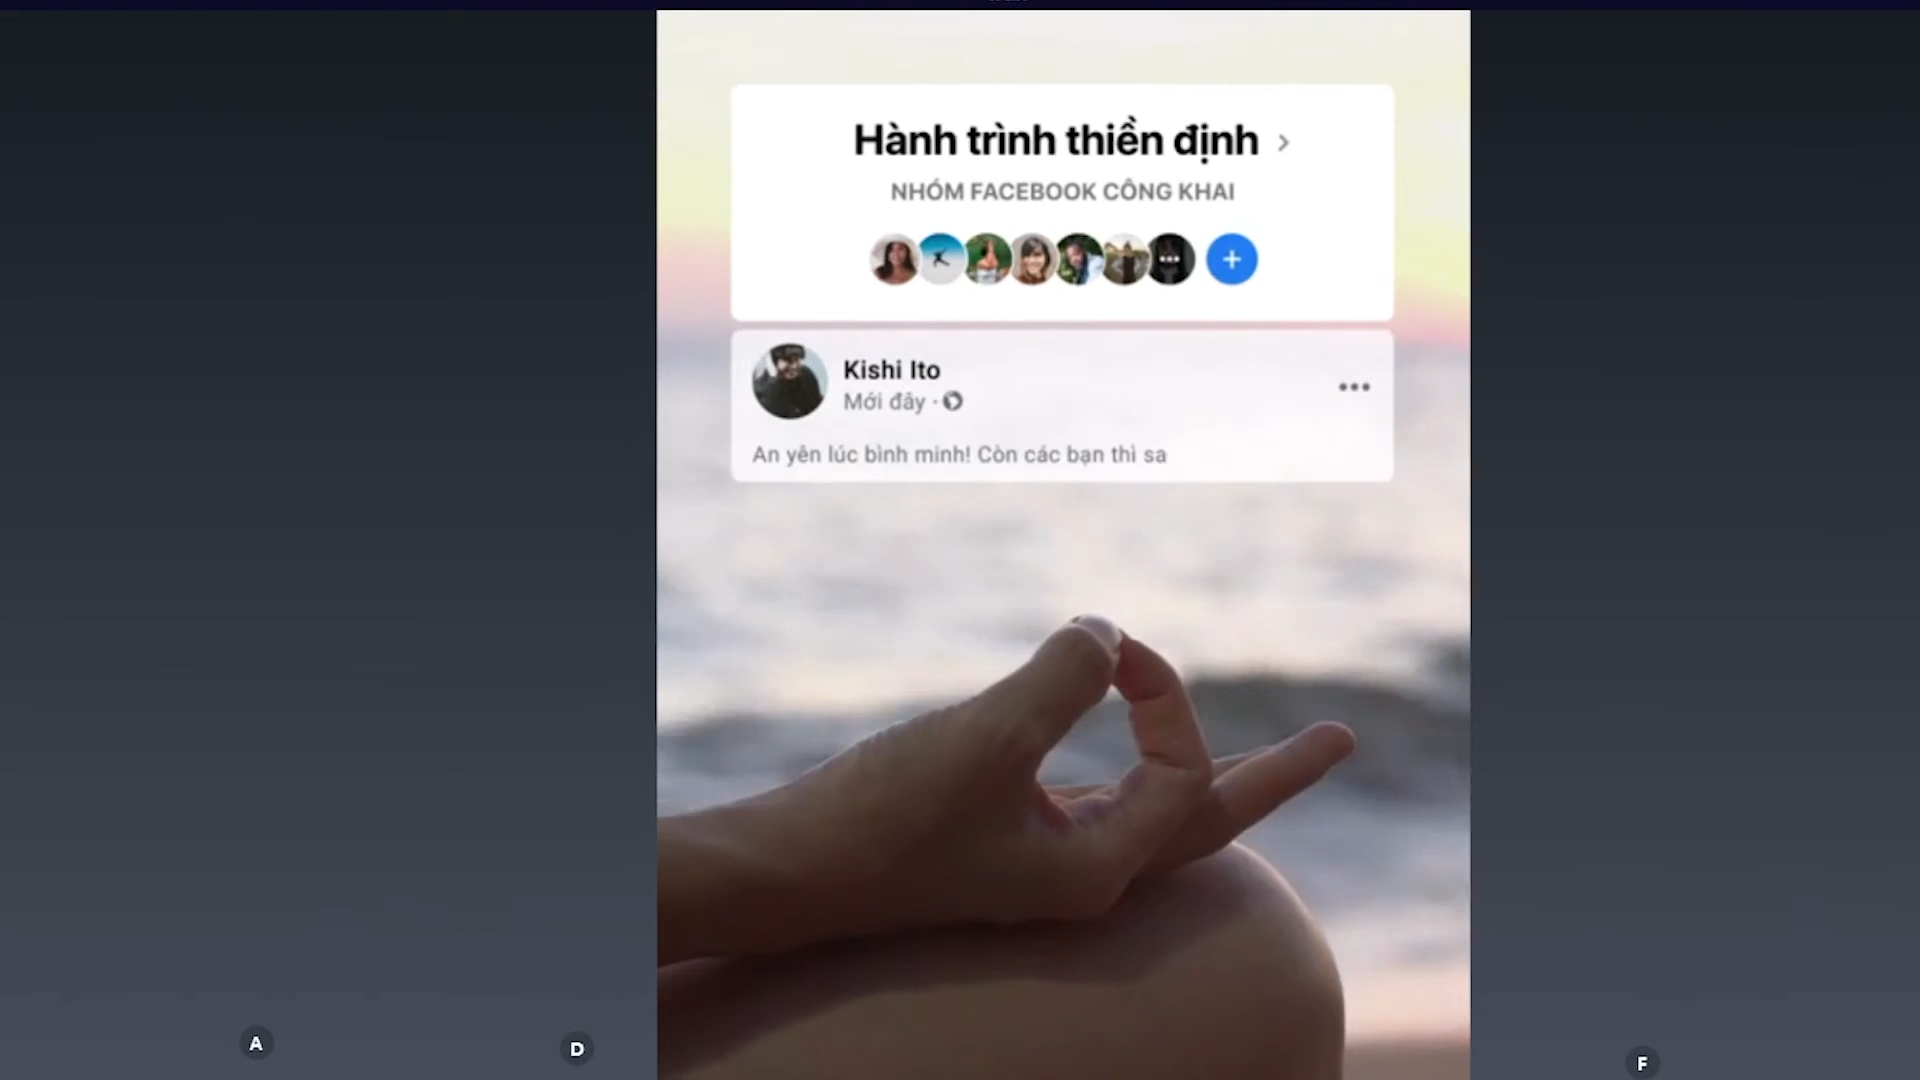 Hành trình thiền định
NHÓM FACEBOOK CÔNG KHAI
Kishi Ito
Mới đây ·
An yên lúc bình minh! Còn các bạn thì sa
A
D
F